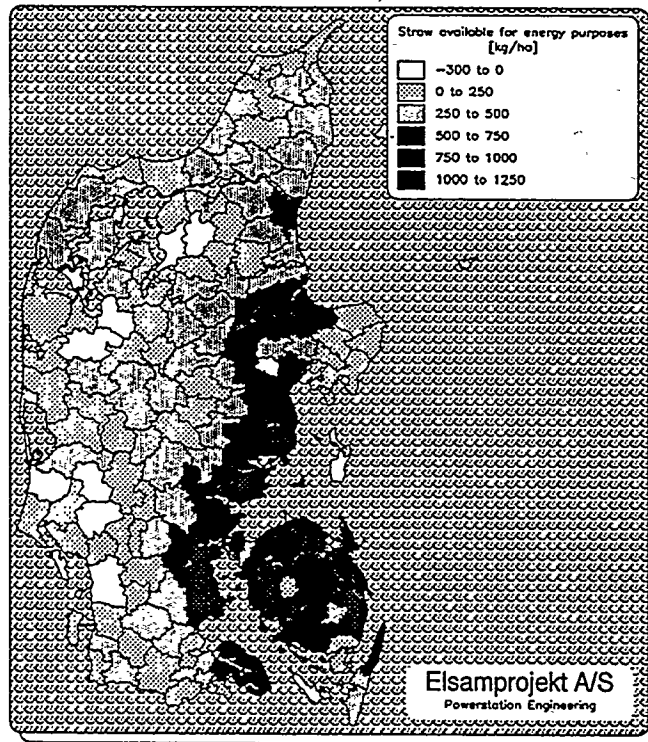 Straw available for energy purposes
[kg/ha]
-300 to 0
0 to 250
250 to 500
500 to 750
750 to 1000
1000 to 1250
Elsamprojekt A/S
Powerstation Engineering